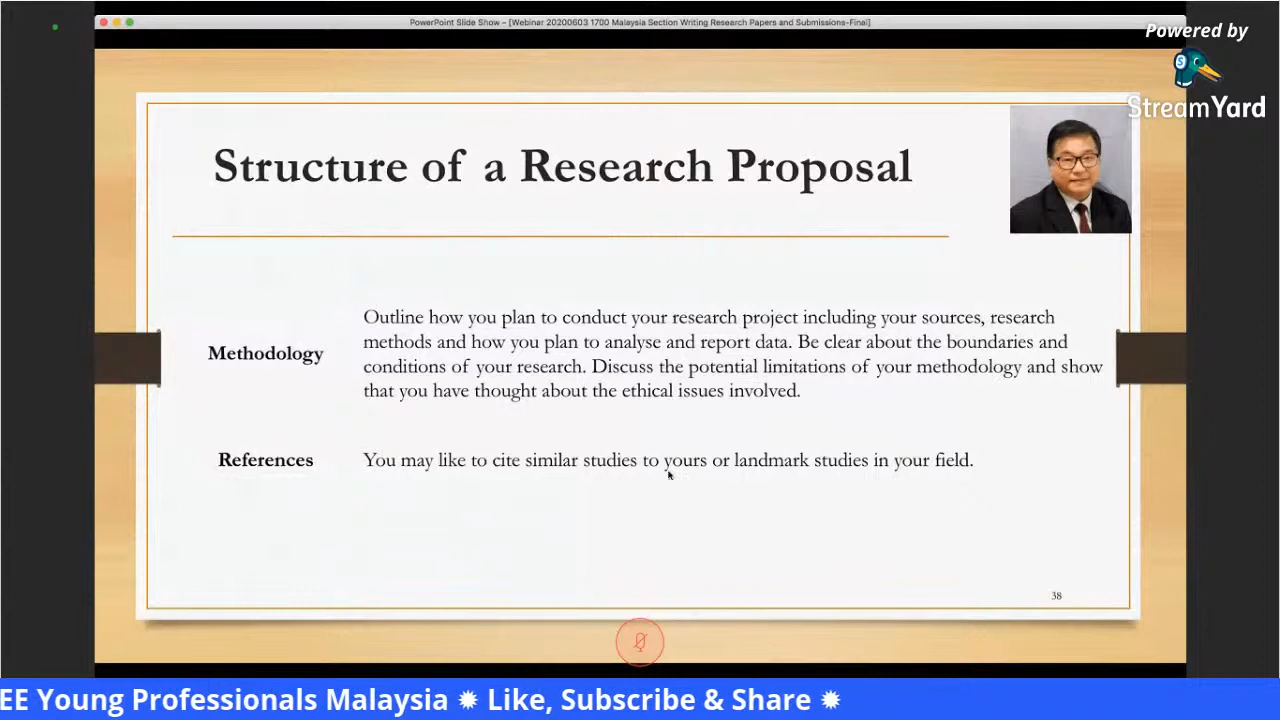 PowerPoint Slide Show – [Webinar 20200603 1700 Malaysia Section Writing Research Papers and Submissions-Final]
Powered by
StreamYard
Structure of a Research Proposal
Methodology
Outline how you plan to conduct your research project including your sources, research
methods and how you plan to analyse and report data. Be clear about the boundaries and
conditions of your research. Discuss the potential limitations of your methodology and show
that you have thought about the ethical issues involved.
References
You may like to cite similar studies to yours or landmark studies in your field.
38
EE Young Professionals Malaysia ✹ Like, Subscribe & Share ✹